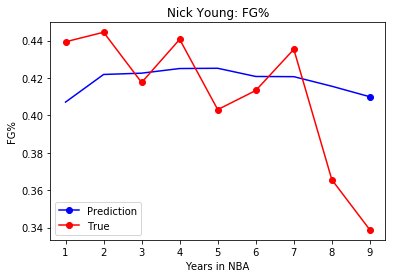 Nick Young: FG%
FG%
0.44
0.42
0.40
0.38
0.36
0.34
Prediction
True
1 2 3 4 5 6 7 8 9
Years in NBA